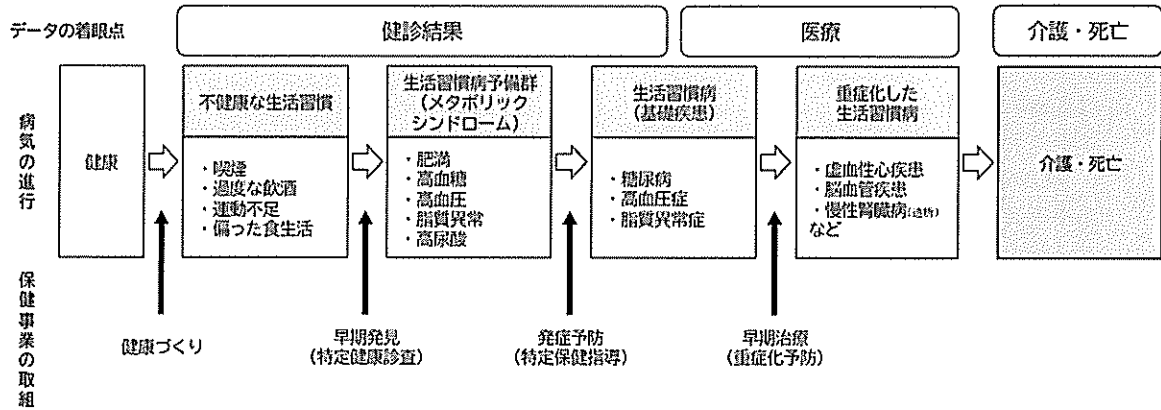 データの着眼点
健診結果
医療
介護・死亡
病気の進行
健康
不健康な生活習慣
・喫煙
・過度な飲酒
・運動不足
・偏った食生活
生活習慣病予備群
(メタボリック
シンドローム)
・肥満
・高血糖
・高血圧
・脂質異常
・高尿酸
生活習慣病
(基礎疾患)
・糖尿病
・高血圧症
・脂質異常症
重症化した
生活習慣病
・虚血性心疾患
・脳血管疾患
・慢性腎臓病(透析)
など
介護・死亡
保健事業の取組
健康づくり
早期発見
(特定健康診査)
発症予防
(特定保健指導)
早期治療
(重症化予防)